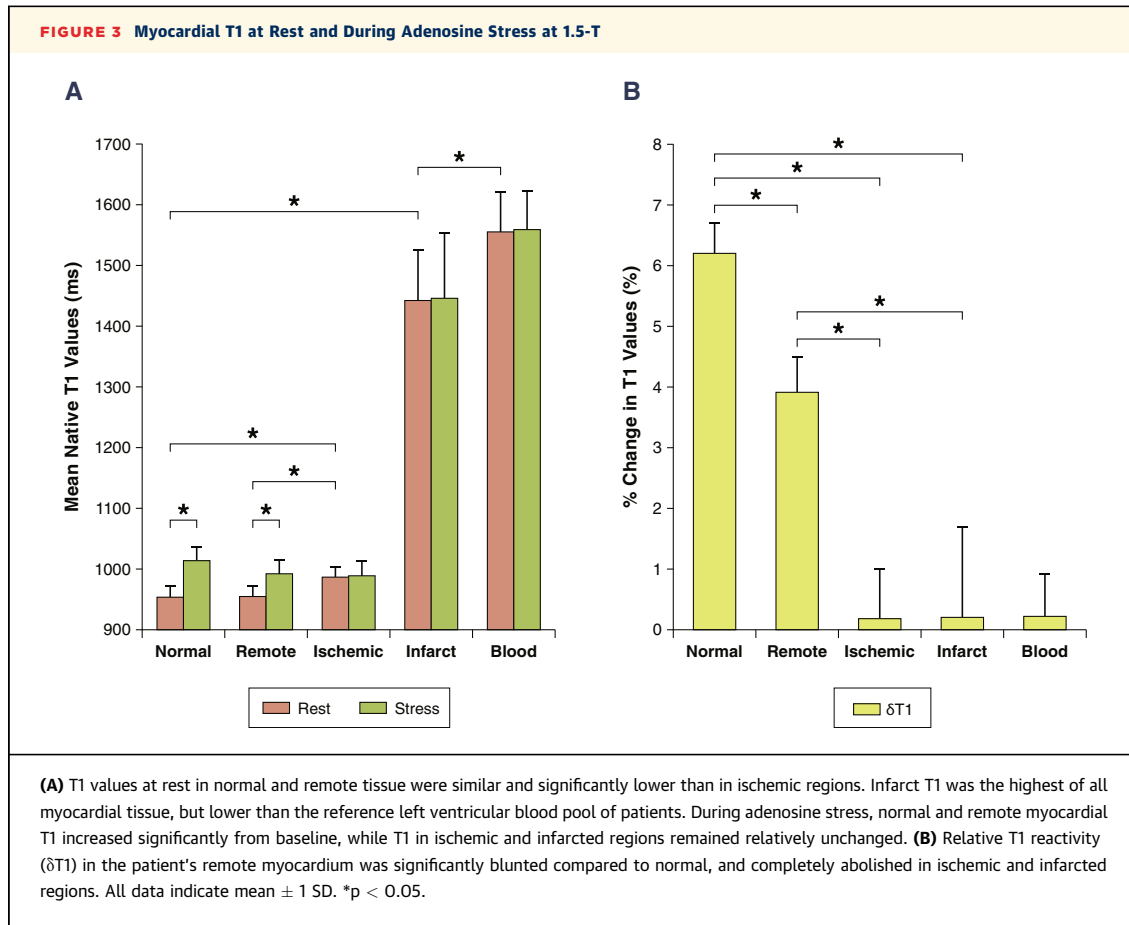 FIGURE 3 Myocardial T1 at Rest and During Adenosine Stress at 1.5-T
A
Mean Native T1 Values (ms)
1700
1600
1500
1400
1300
1200
1100
1000
900
*
*
*
*
*
*
Normal Remote Ischemic Infarct Blood
Rest Stress
B
% Change in T1 Values (%)
8
7
6
5
4
3
2
1
0
*
*
*
*
*
Normal Remote Ischemic Infarct Blood
δT1
(A) T1 values at rest in normal and remote tissue were similar and significantly lower than in ischemic regions. Infarct T1 was the highest of all
myocardial tissue, but lower than the reference left ventricular blood pool of patients. During adenosine stress, normal and remote myocardial
T1 increased significantly from baseline, while T1 in ischemic and infarcted regions remained relatively unchanged. (B) Relative T1 reactivity
(δT1) in the patient's remote myocardium was significantly blunted compared to normal, and completely abolished in ischemic and infarcted
regions. All data indicate mean ± 1 SD. *p < 0.05.